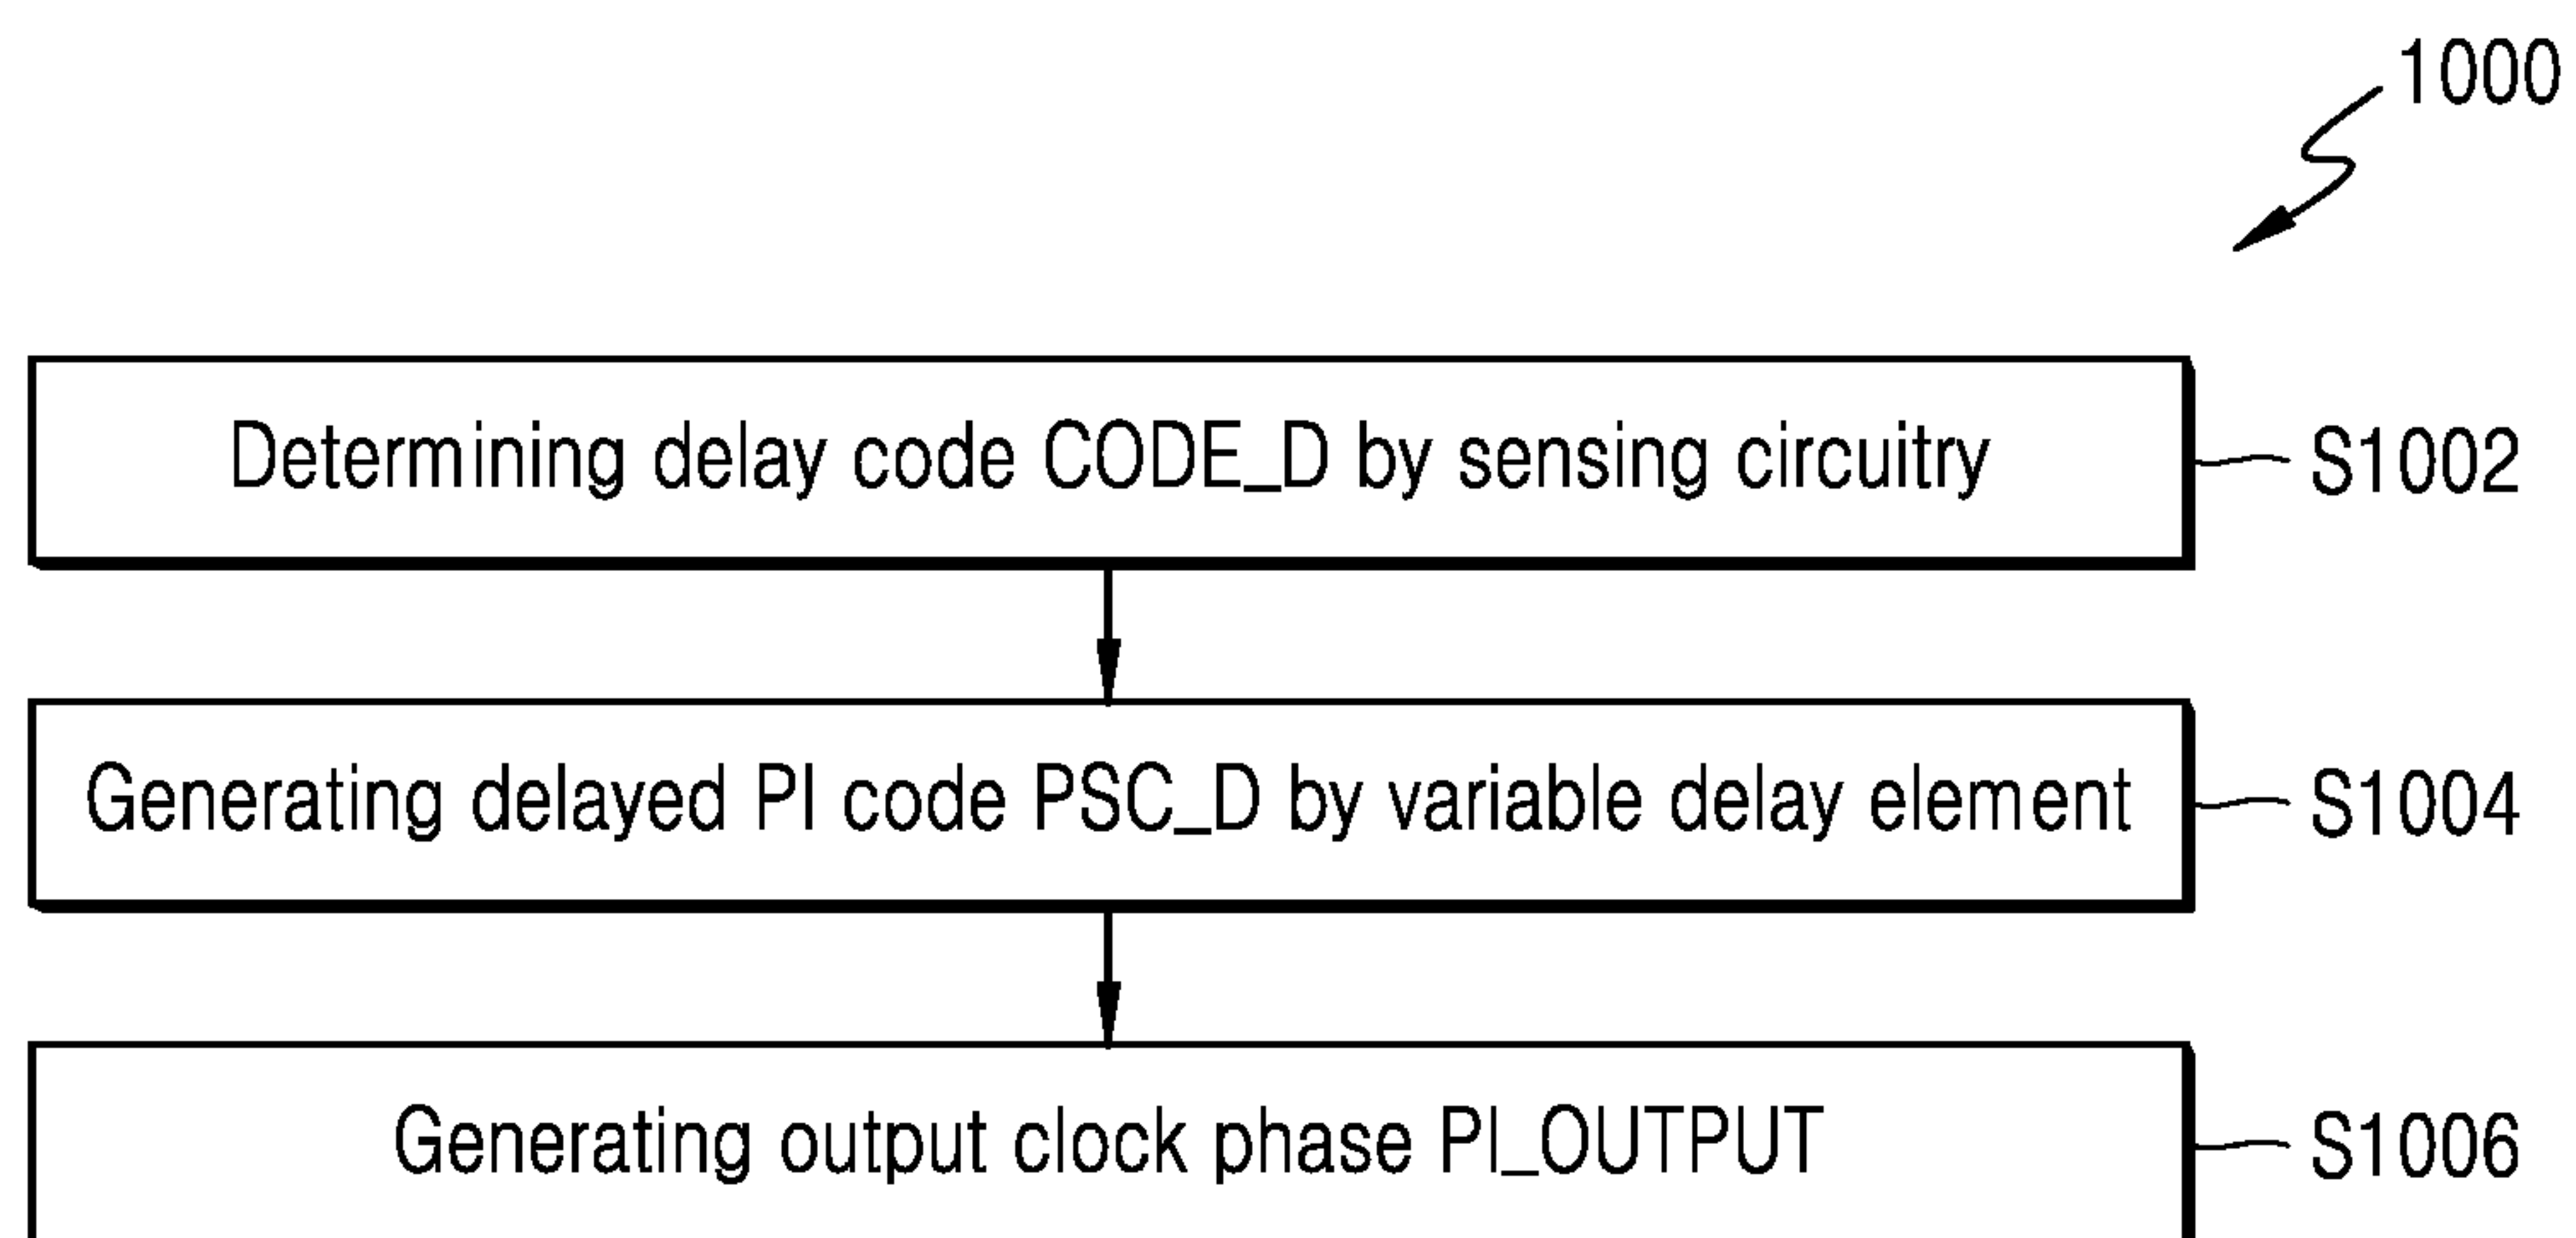 1000
Determining delay code CODE_D by sensing circuitry
S1002
Generating delayed PI code PSC_D by variable delay element
S1004
Generating output clock phase PI_OUTPUT
S1006